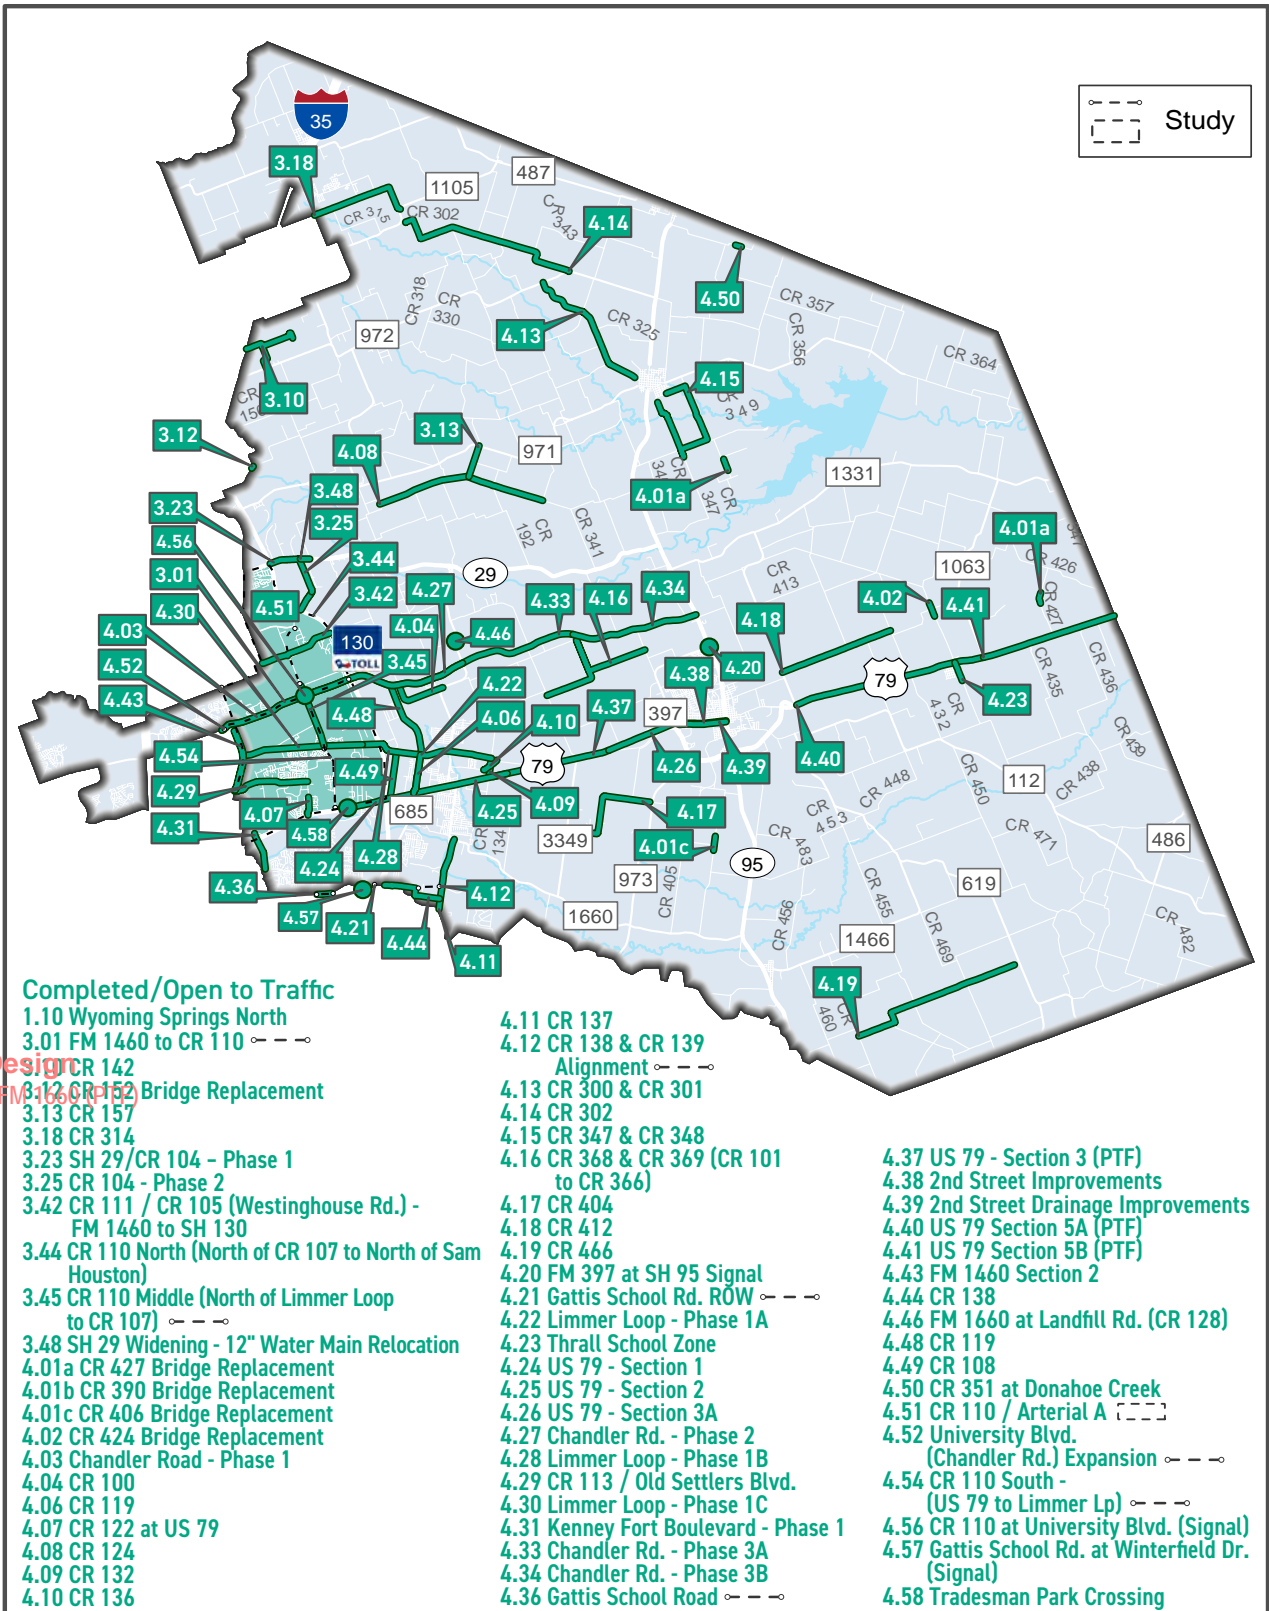 35
Study
3.18
1105
487
CR 315
CR 302
CR 343
4.14
4.50
CR 318
CR 330
CR 357
CR 325
CR 356
972
4.13
CR 364
4.15
3.10
CR 349
3.12
3.13
4.08
971
1331
3.48
4.01a
CR 347
3.23
3.25
CR 192
CR 341
4.01a
4.56
3.44
CR 426
3.01
29
CR 413
1063
4.51
3.42
4.27
4.33
4.16
4.34
4.02
4.41
CR 427
4.30
4.03
130
TOLL
4.04
4.46
4.18
4.52
3.45
4.20
4.43
4.22
4.38
79
CR 435
CR 436
4.48
4.06
4.10
4.37
397
4.23
CR 432
4.54
4.49
79
4.26
4.39
4.40
CR 439
4.29
4.07
685
4.25
4.09
4.17
CR 448
CR 450
112
CR 438
4.31
4.58
CR 134
3349
CR 453
CR 471
486
4.24
4.28
4.01c
CR 483
95
4.36
4.12
973
CR 405
CR 455
619
4.57
4.21
4.44
1660
CR 456
CR 482
4.11
1466
CR 469
4.19
CR 460
Completed/Open to Traffic
1.10 Wyoming Springs North
3.01 FM 1460 to CR 110
3.10 CR 142
3.12 CR 152 Bridge Replacement
3.13 CR 157
3.18 CR 314
3.23 SH 29/CR 104 – Phase 1
3.25 CR 104 - Phase 2
3.42 CR 111 / CR 105 (Westinghouse Rd.) -
FM 1460 to SH 130
3.44 CR 110 North (North of CR 107 to North of Sam
Houston)
3.45 CR 110 Middle (North of Limmer Loop
to CR 107)
3.48 SH 29 Widening - 12" Water Main Relocation
4.01a CR 427 Bridge Replacement
4.01b CR 390 Bridge Replacement
4.01c CR 406 Bridge Replacement
4.02 CR 424 Bridge Replacement
4.03 Chandler Road - Phase 1
4.04 CR 100
4.06 CR 119
4.07 CR 122 at US 79
4.08 CR 124
4.09 CR 132
4.10 CR 136
esign
FM 1660 (PTF)
4.11 CR 137
4.12 CR 138 & CR 139
Alignment
4.13 CR 300 & CR 301
4.14 CR 302
4.15 CR 347 & CR 348
4.16 CR 368 & CR 369 (CR 101
to CR 366)
4.17 CR 404
4.18 CR 412
4.19 CR 466
4.20 FM 397 at SH 95 Signal
4.21 Gattis School Rd. ROW
4.22 Limmer Loop - Phase 1A
4.23 Thrall School Zone
4.24 US 79 - Section 1
4.25 US 79 - Section 2
4.26 US 79 - Section 3A
4.27 Chandler Rd. - Phase 2
4.28 Limmer Loop - Phase 1B
4.29 CR 113 / Old Settlers Blvd.
4.30 Limmer Loop - Phase 1C
4.31 Kenney Fort Boulevard - Phase 1
4.33 Chandler Rd. - Phase 3A
4.34 Chandler Rd. - Phase 3B
4.36 Gattis School Road
4.37 US 79 - Section 3 (PTF)
4.38 2nd Street Improvements
4.39 2nd Street Drainage Improvements
4.40 US 79 Section 5A (PTF)
4.41 US 79 Section 5B (PTF)
4.43 FM 1460 Section 2
4.44 CR 138
4.46 FM 1660 at Landfill Rd. (CR 128)
4.48 CR 119
4.49 CR 108
4.50 CR 351 at Donahoe Creek
4.51 CR 110 / Arterial A
4.52 University Blvd.
(Chandler Rd.) Expansion
4.54 CR 110 South -
(US 79 to Limmer Lp)
4.56 CR 110 at University Blvd. (Signal)
4.57 Gattis School Rd. at Winterfield Dr.
(Signal)
4.58 Tradesman Park Crossing